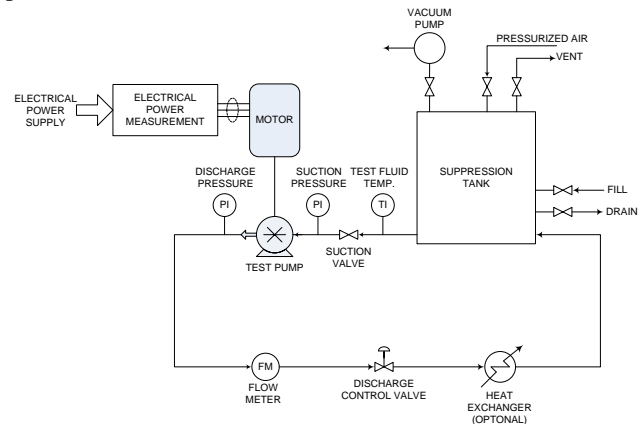 VACUUM
PUMP
PRESSURIZED AIR
VENT
ELECTRICAL
POWER
SUPPLY
ELECTRICAL
POWER
MEASUREMENT
MOTOR
DISCHARGE
PRESSURE
SUCTION
PRESSURE
TEST FLUID
TEMP.
SUPPRESSION
TANK
FILL
DRAIN
PI
PI
TI
SUCTION
VALVE
TEST PUMP
FM
FLOW
METER
DISCHARGE
CONTROL VALVE
HEAT
EXCHANGER
(OPTONAL)